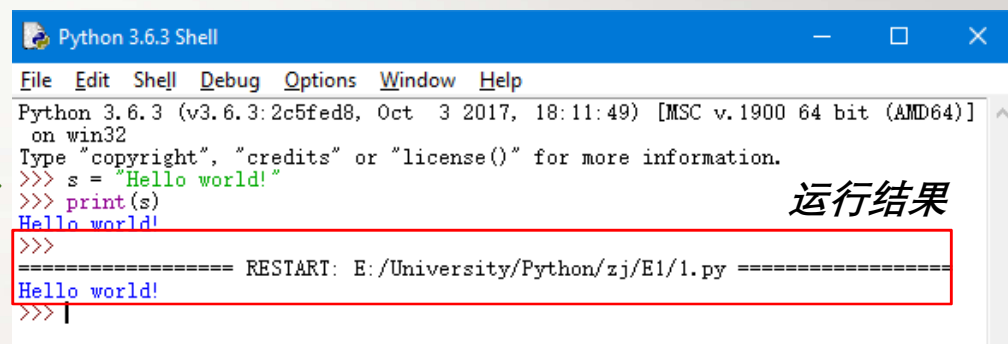 Python 3.6.3 Shell
File Edit Shell Debug Options Window Help
Python 3.6.3 (v3.6.3:2c5fed8, Oct  3 2017, 18:11:49) [MSC v.1900 64 bit (AMD64)]
 on win32
Type "copyright", "credits" or "license()" for more information.
>>> s = "Hello world!"
>>> print(s)
运行结果
Hello world!
>>>
================== RESTART: E:/University/Python/zj/E1/1.py ==================
Hello world!
>>>